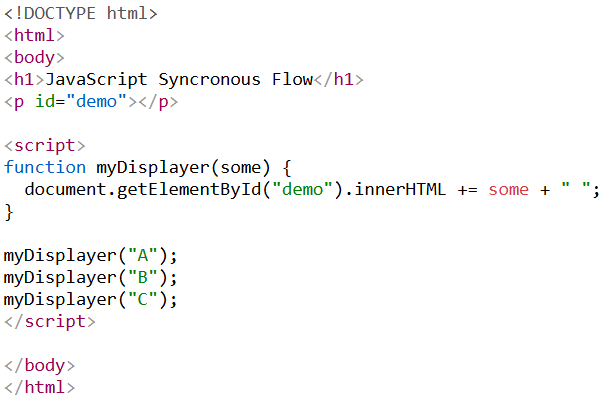 <!DOCTYPE html>
<html>
<body>
<h1>JavaScript Syncronous Flow</h1>
<p id="demo"></p>

<script>
function myDisplayer(some) {
  document.getElementById("demo").innerHTML += some + " ";
}

myDisplayer("A");
myDisplayer("B");
myDisplayer("C");
</script>

</body>
</html>